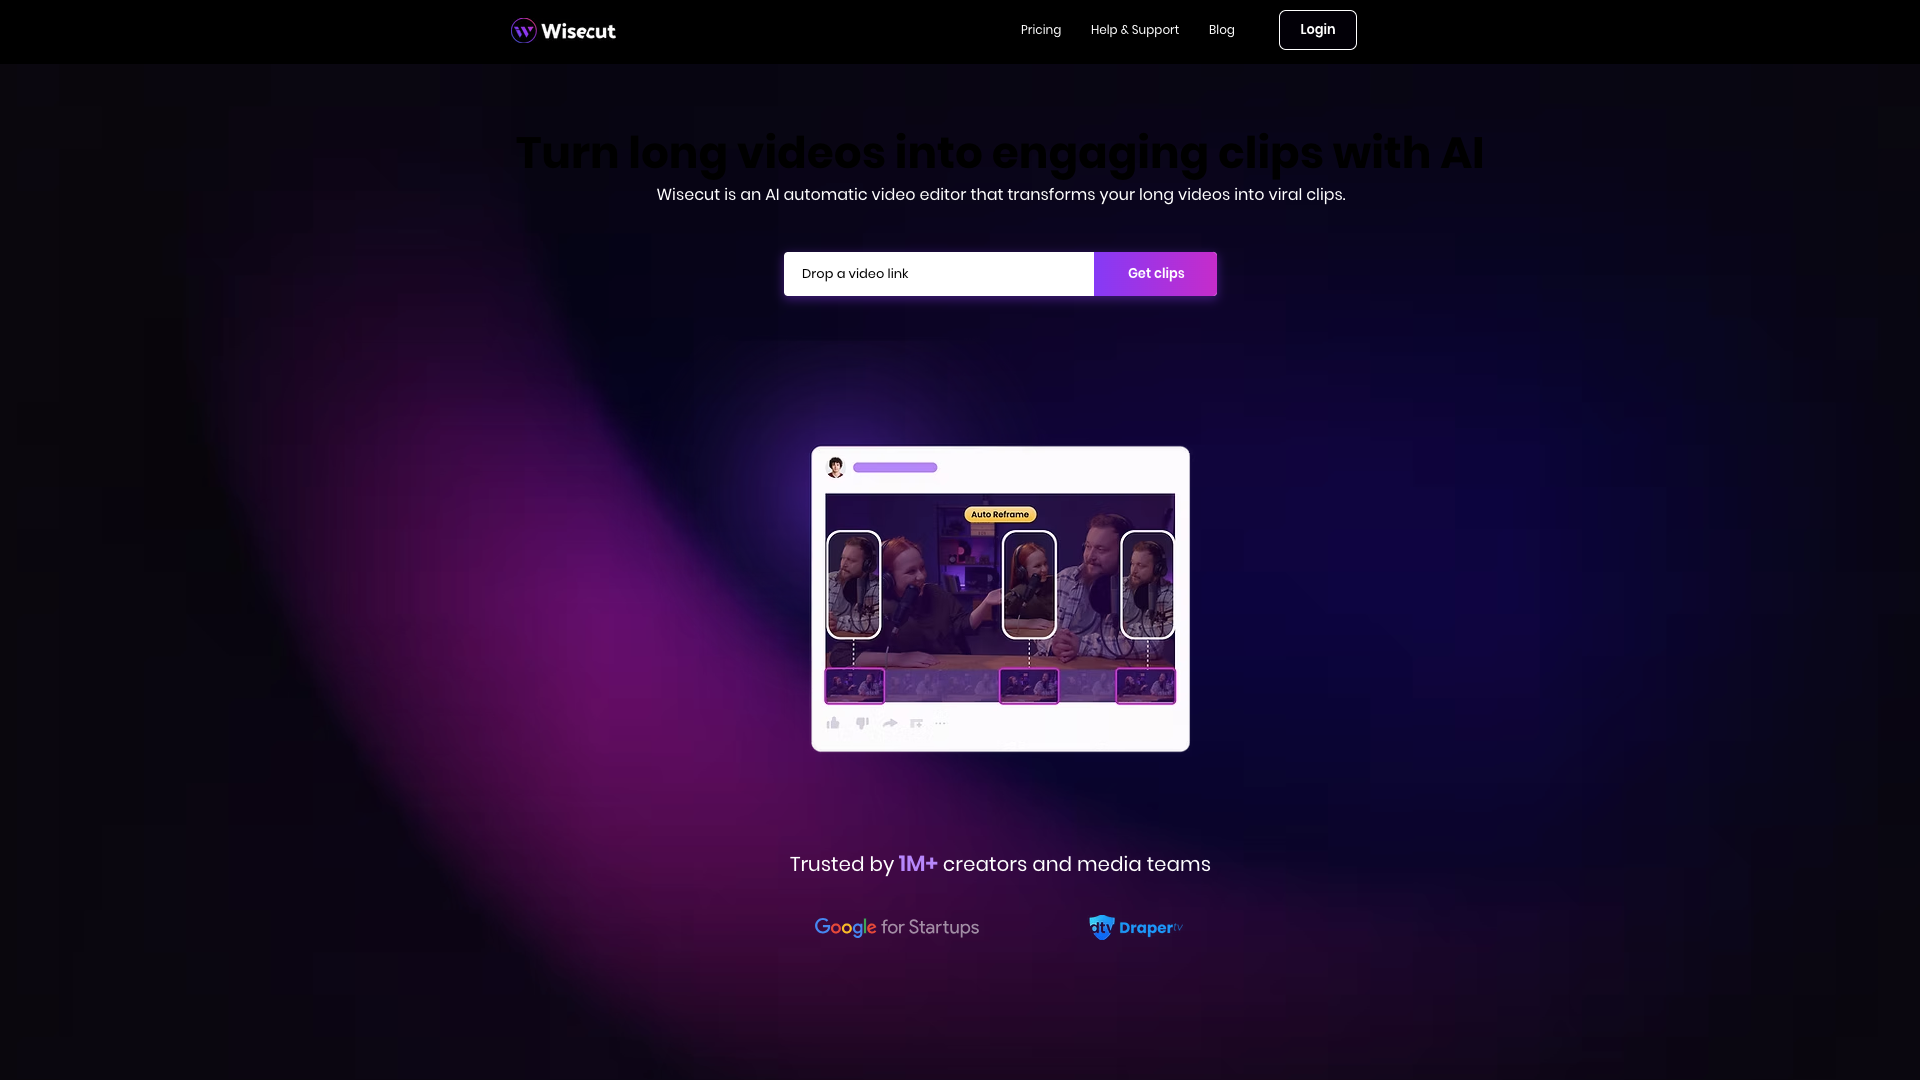 Wisecut
Pricing
Help & Support
Blog
Login
Turn long videos into engaging clips with AI
Wisecut is an AI automatic video editor that transforms your long videos into viral clips.
Drop a video link
Get clips
Auto Reframe
Trusted by 1M+ creators and media teams
Google for Startups
dtv Draper tv